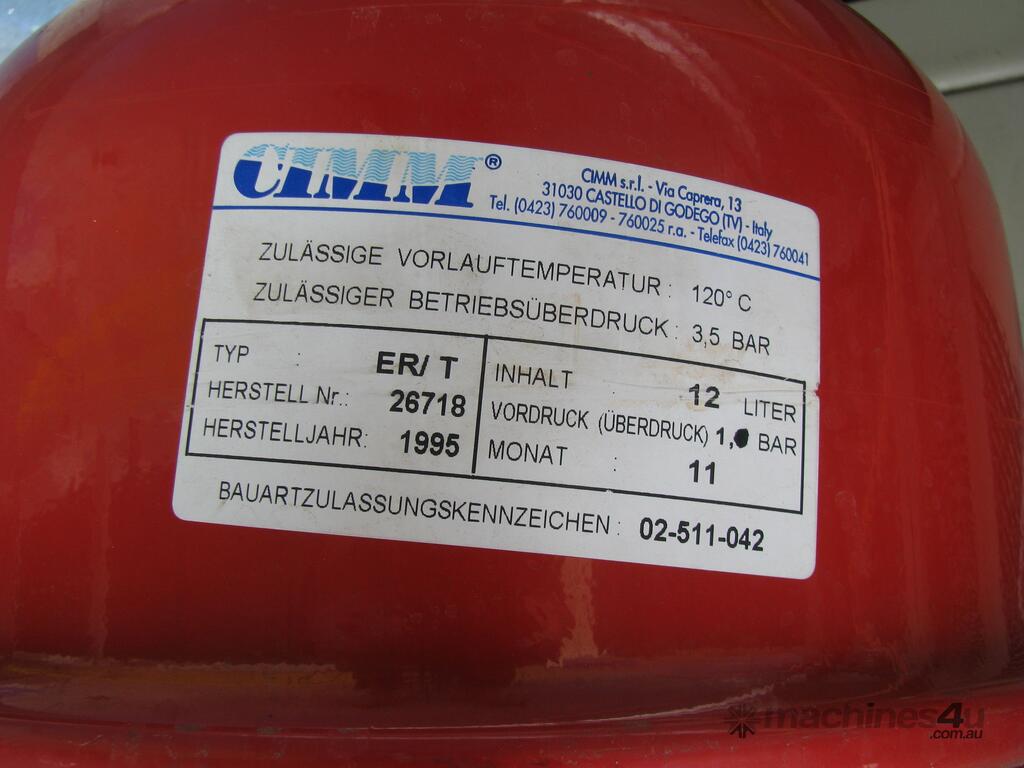 CIMM®
CIMM s.r.l. - Via Caprera, 13
31030 CASTELLO DI GODEGO (TV) - Italy
Tel. (0423) 760009 - 760025 r.a. - Telefax (0423) 760041
ZULÄSSIGE VORLAUFTEMPERATUR : 120° C
ZULÄSSIGER BETRIEBSÜBERDRUCK : 3,5 BAR
TYP : ER/ T
HERSTELL Nr.: 26718
HERSTELLJAHR: 1995
INHALT : 12 LITER
VORDRUCK (ÜBERDRUCK) BAR
MONAT : 11
BAUARTZULASSUNGSKENNZEICHEN : 02-511-042
machines4u
.com.au